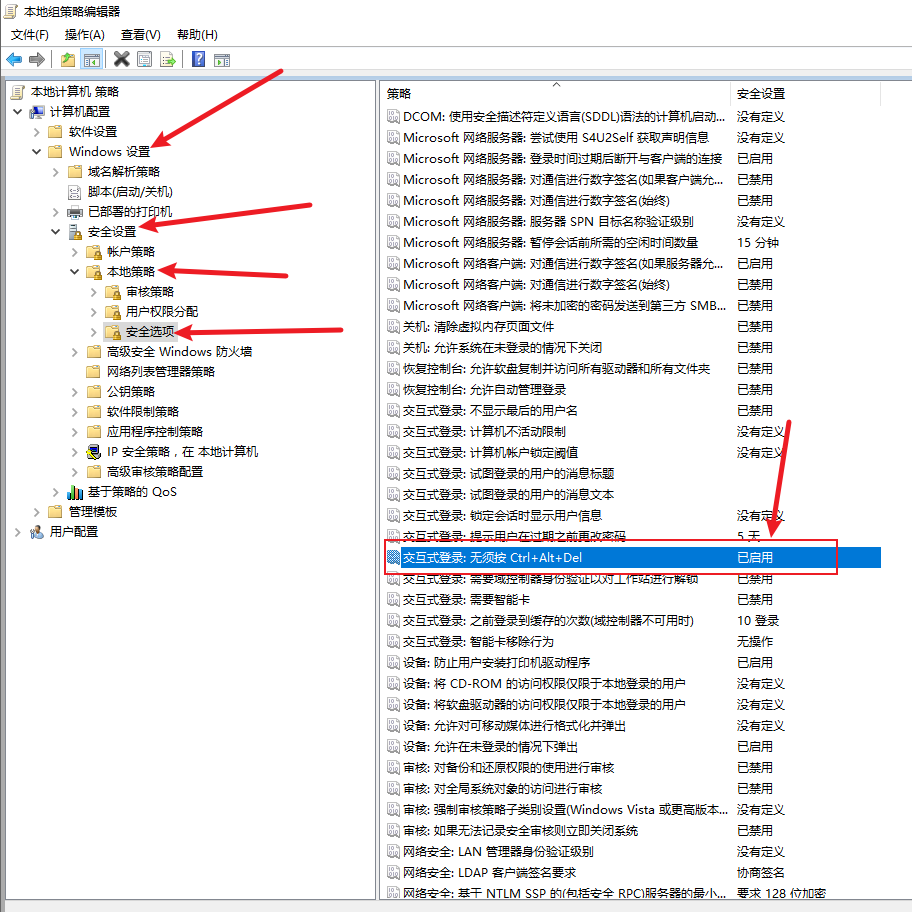 本地组策略编辑器
文件(F) 操作(A) 查看(V) 帮助(H)
本地计算机 策略
计算机配置
软件设置
Windows 设置
域名解析策略
脚本(启动/关机)
已部署的打印机
安全设置
帐户策略
本地策略
审核策略
用户权限分配
安全选项
高级安全 Windows 防火墙
网络列表管理器策略
公钥策略
软件限制策略
应用程序控制策略
IP 安全策略，在 本地计算机
高级审核策略配置
基于策略的 QoS
管理模板
用户配置
策略 安全设置
DCOM: 使用安全描述符定义语言(SDDL)语法的计算机启动... 没有定义
Microsoft 网络服务器: 尝试使用 S4U2Self 获取声明信息 没有定义
Microsoft 网络服务器: 登录时间过期后断开与客户端的连接 已启用
Microsoft 网络服务器: 对通信进行数字签名(如果客户端允... 已禁用
Microsoft 网络服务器: 对通信进行数字签名(始终) 已禁用
Microsoft 网络服务器: 服务器 SPN 目标名称验证级别 没有定义
Microsoft 网络服务器: 暂停会话前所需的空闲时间数量 15 分钟
Microsoft 网络客户端: 对通信进行数字签名(如果服务器允... 已启用
Microsoft 网络客户端: 对通信进行数字签名(始终) 已禁用
Microsoft 网络客户端: 将未加密的密码发送到第三方 SMB... 已禁用
关机: 清除虚拟内存页面文件 已禁用
关机: 允许系统在未登录的情况下关闭 已禁用
恢复控制台: 允许软盘复制并访问所有驱动器和所有文件夹 已禁用
恢复控制台: 允许自动管理登录 已禁用
交互式登录: 不显示最后的用户名 已禁用
交互式登录: 计算机不活动限制 没有定义
交互式登录: 计算机帐户锁定阈值 没有定义
交互式登录: 试图登录的用户的消息标题
交互式登录: 试图登录的用户的消息文本
交互式登录: 锁定会话时显示用户信息 没有定义
交互式登录: 提示用户在过期之前更改密码 5 天
交互式登录: 无须按 Ctrl+Alt+Del 已启用
交互式登录: 需要域控制器身份验证以对工作站进行解锁 已禁用
交互式登录: 需要智能卡 已禁用
交互式登录: 之前登录到缓存的次数(域控制器不可用时) 10 登录
交互式登录: 智能卡移除行为 无操作
设备: 防止用户安装打印机驱动程序 已启用
设备: 将 CD-ROM 的访问权限仅限于本地登录的用户 没有定义
设备: 将软盘驱动器的访问权限仅限于本地登录的用户 没有定义
设备: 允许对可移动媒体进行格式化并弹出 没有定义
设备: 允许在未登录的情况下弹出 已启用
审核: 对备份和还原权限的使用进行审核 已禁用
审核: 对全局系统对象的访问进行审核 已禁用
审核: 强制审核策略子类别设置(Windows Vista 或更高版本... 没有定义
审核: 如果无法记录安全审核则立即关闭系统 已禁用
网络安全: LAN 管理器身份验证级别 没有定义
网络安全: LDAP 客户端签名要求 协商签名
网络安全: 基于 NTLM SSP 的(包括安全 RPC)服务器的最小... 要求 128 位加密